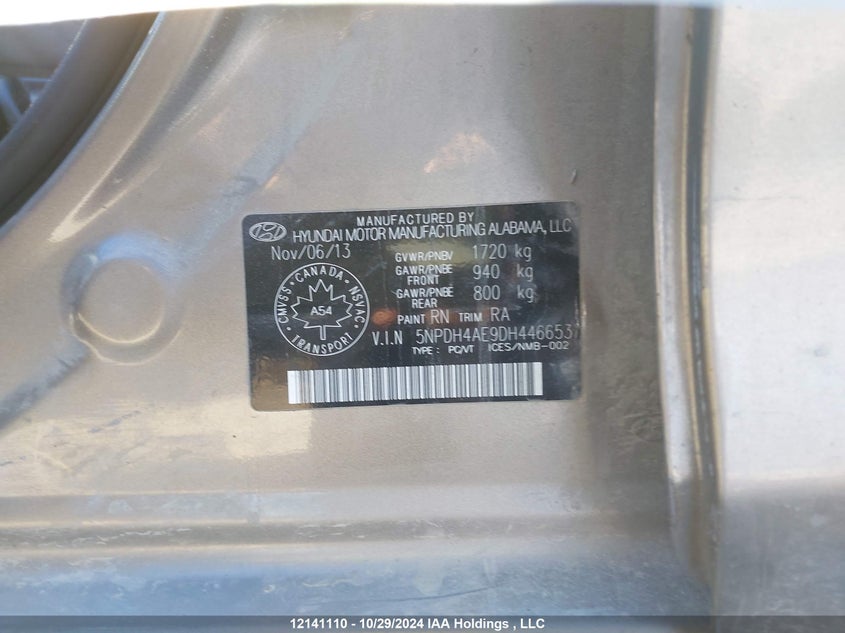 MANUFACTURED BY
HYUNDAI MOTOR MANUFACTURING ALABAMA, LLC
Nov/06/13
GVWR/PNBV 1720 kg
GAWR/PNBE FRONT 940 kg
GAWR/PNBE REAR 800 kg
CMVSS · CANADA · NSVAC
A54
TRANSPORT
PAINT RN TRIM RA
V.I.N 5NPDH4AE9DH446653
TYPE : PC/VT ICES/NMB-002
12141110 - 10/29/2024 IAA Holdings , LLC